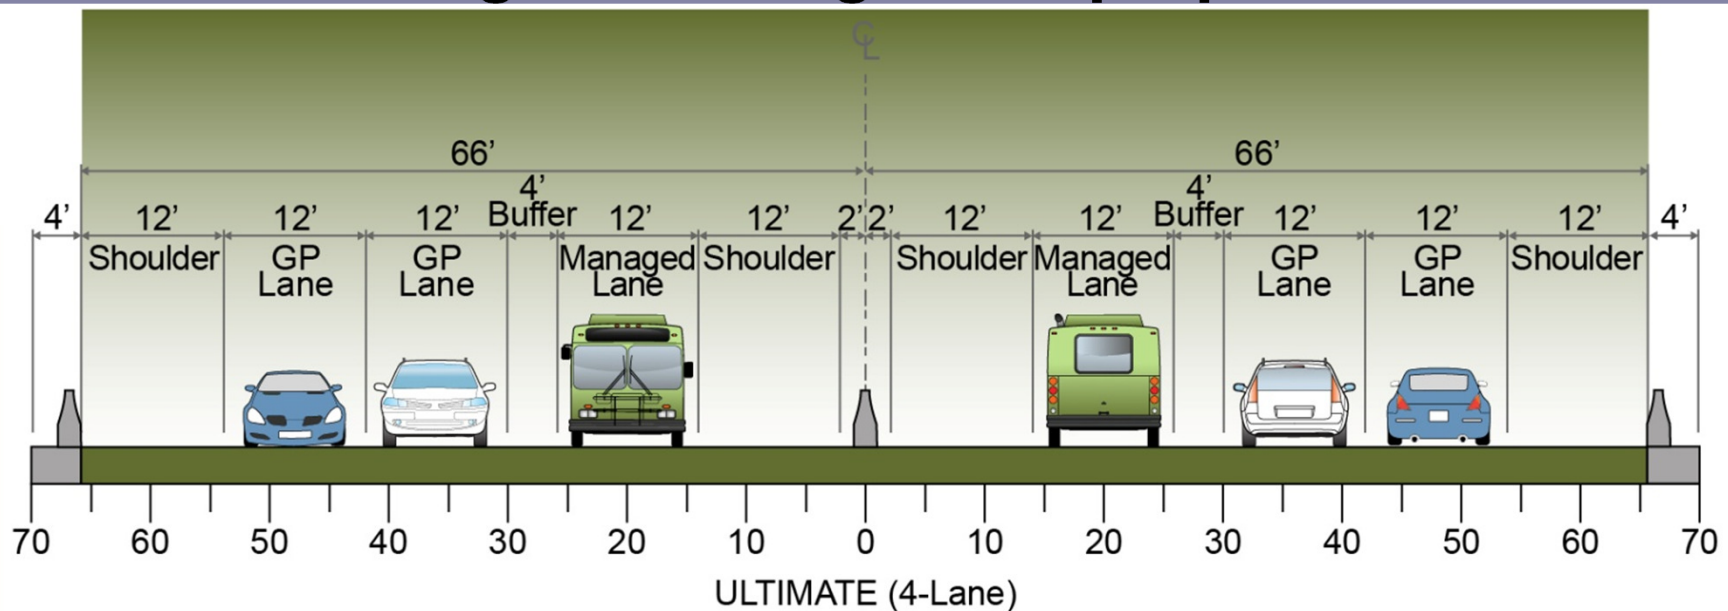 CL
66’ 66’
4’ 12’ 12’ 12’ 4’ 12’ 12’ 2’ 2’ 12’ 12’ 4’ 12’ 12’ 12’ 4’
Shoulder GP Lane GP Lane Buffer Managed Lane Shoulder Shoulder Managed Lane Buffer GP Lane GP Lane Shoulder
70 60 50 40 30 20 10 0 10 20 30 40 50 60 70
ULTIMATE (4-Lane)